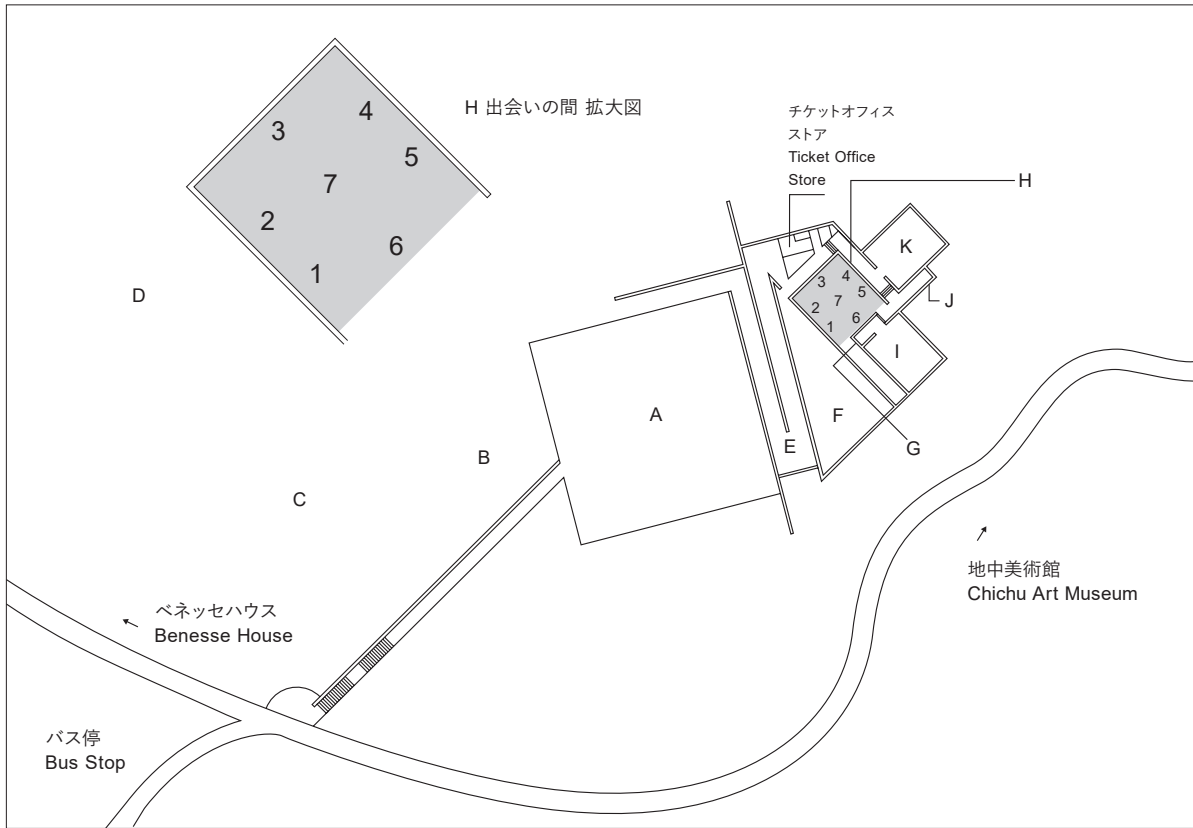 H 出会いの間 拡大図
3
4
5
7
2
6
1
D
チケットオフィス
ストア
Ticket Office
Store
H
K
3
4
5
7
2
6
1
J
I
A
F
E
G
B
C
地中美術館
Chichu Art Museum
ベネッセハウス
Benesse House
バス停
Bus Stop